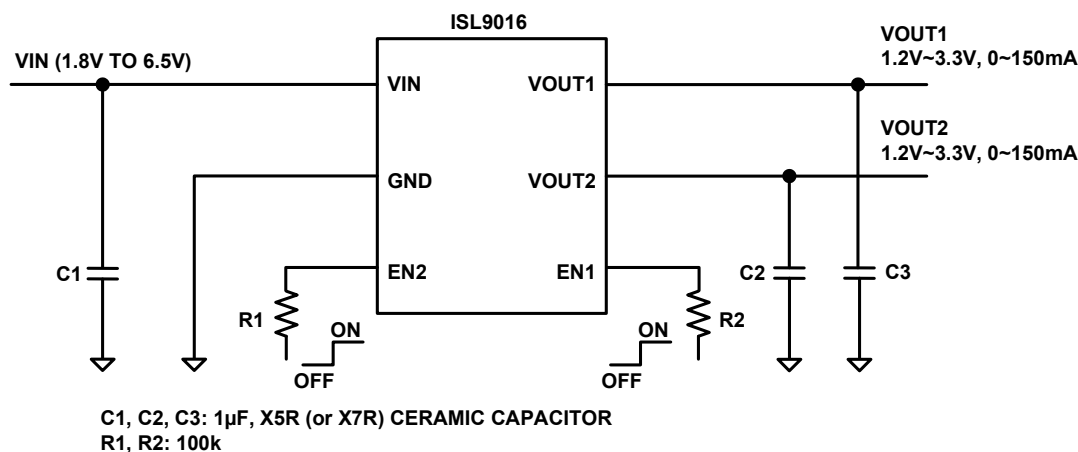 ISL9016
VIN (1.8V TO 6.5V)
VOUT1
1.2V~3.3V, 0~150mA
VIN
VOUT1
VOUT2
1.2V~3.3V, 0~150mA
GND
VOUT2
C1
EN2
EN1
C2
C3
R1
ON
OFF
ON
OFF
R2
C1, C2, C3: 1µF, X5R (or X7R) CERAMIC CAPACITOR
R1, R2: 100k